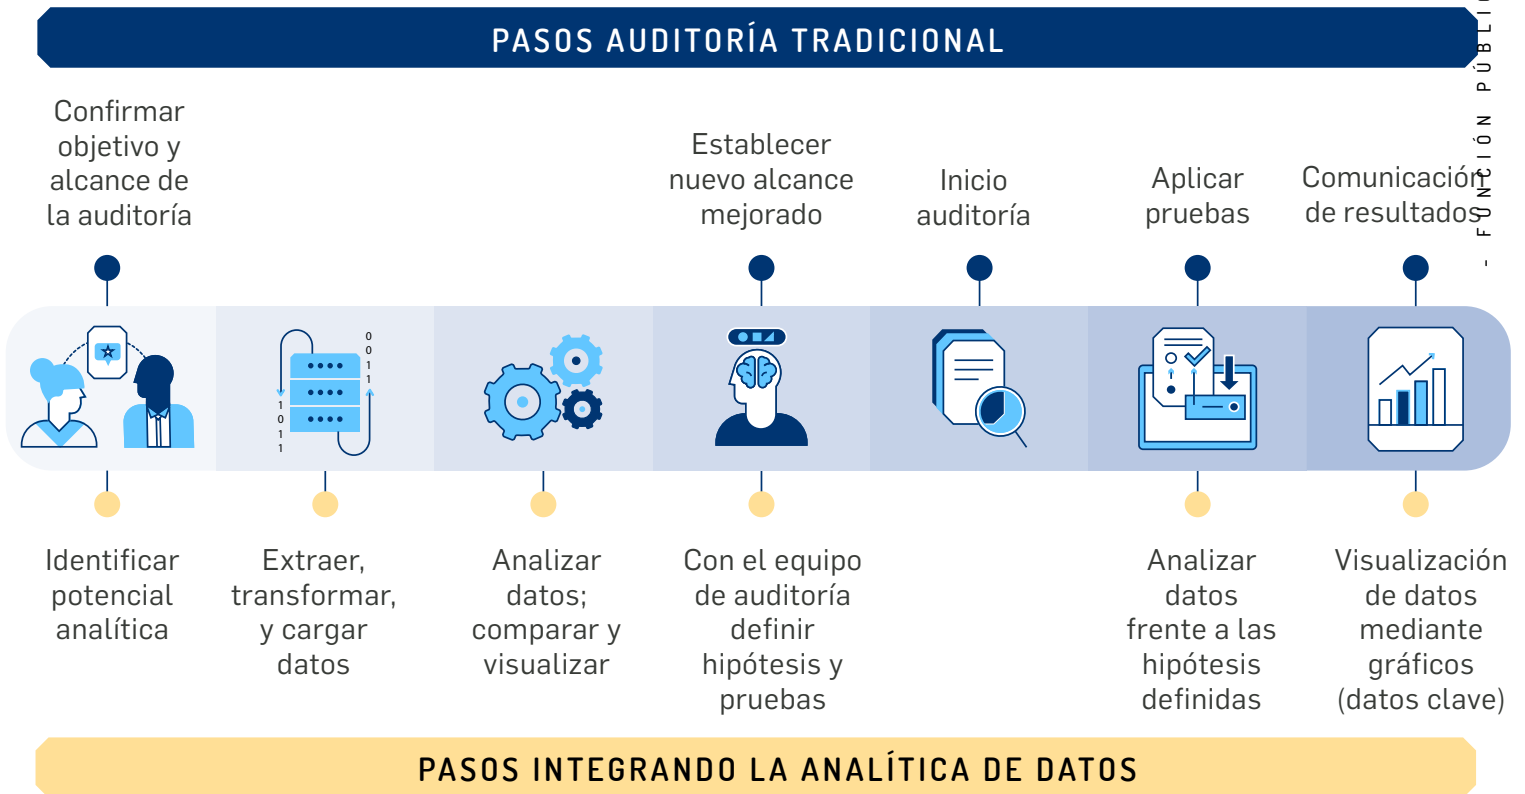 PASOS AUDITORÍA TRADICIONAL
Confirmar
objetivo y
alcance de
la auditoría
Establecer
nuevo alcance
mejorado
Inicio
auditoría
Aplicar
pruebas
Comunicación
de resultados
- FUNCIÓN
0
0
1
1
1
0
1
1
Identificar
potencial
analítica
Extraer,
transformar,
y cargar
datos
Analizar
datos;
comparar y
visualizar
Con el equipo
de auditoría
definir
hipótesis y
pruebas
Analizar
datos
frente a las
hipótesis
definidas
Visualización
de datos
mediante
gráficos
(datos clave)
PASOS INTEGRANDO LA ANALÍTICA DE DATOS